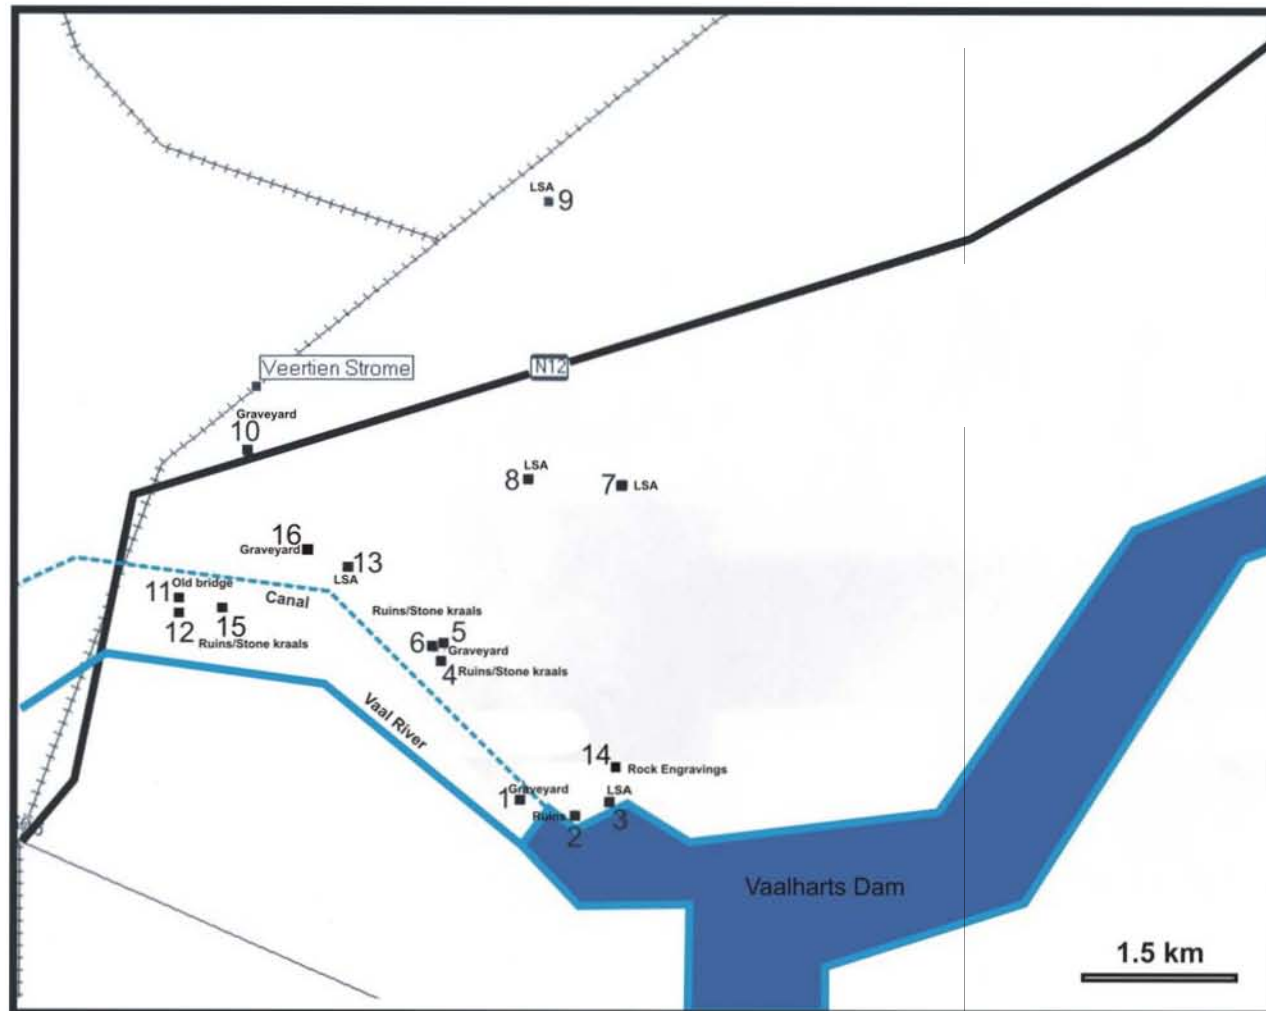 LSA
9
Veertien Strome
N12
Graveyard
10
LSA
8
7
LSA
16
Graveyard
13
LSA
11
Old bridge
Canal
12
15
Ruins/Stone kraals
Ruins/Stone kraals
6
5
Graveyard
4
Ruins/Stone kraals
Vaal River
14
Rock Engravings
1
Graveyard
LSA
Ruins
2
3
Vaalharts Dam
1.5 km